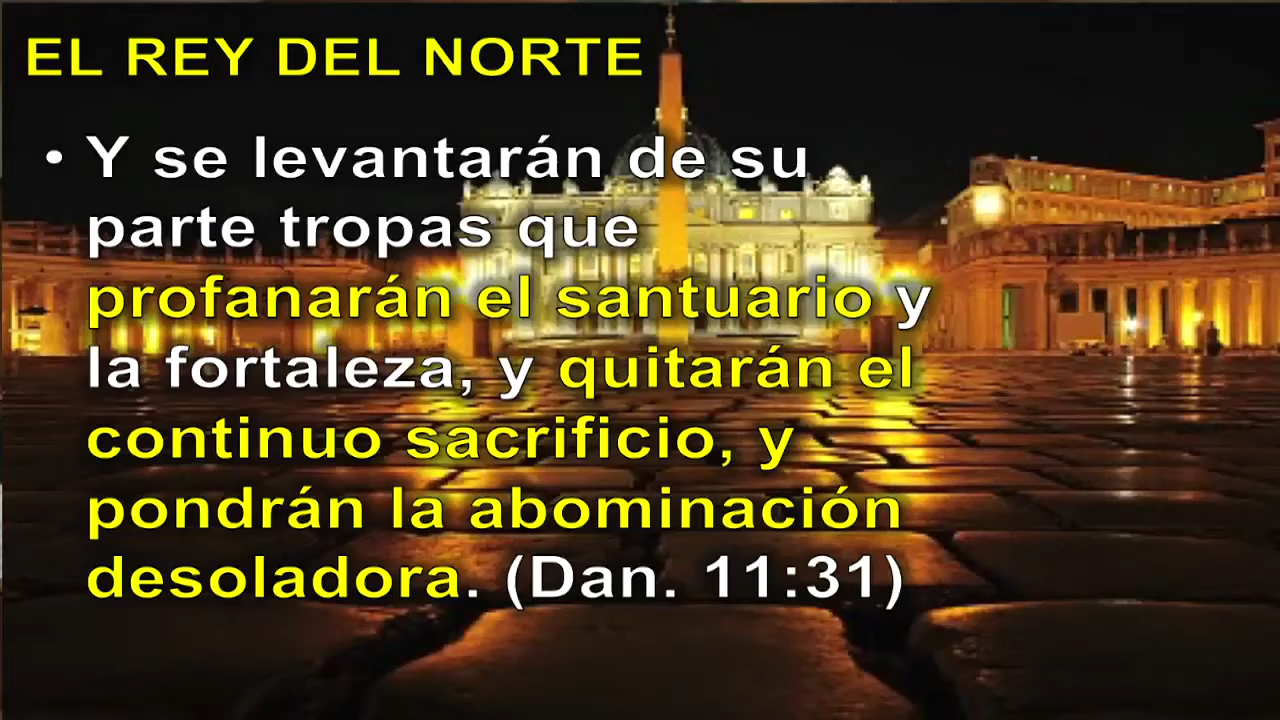 EL REY DEL NORTE
• Y se levantarán de su
parte tropas que
profanarán el santuario y
la fortaleza, y quitarán el
continuo sacrificio, y
pondrán la abominación
desoladora. (Dan. 11:31)